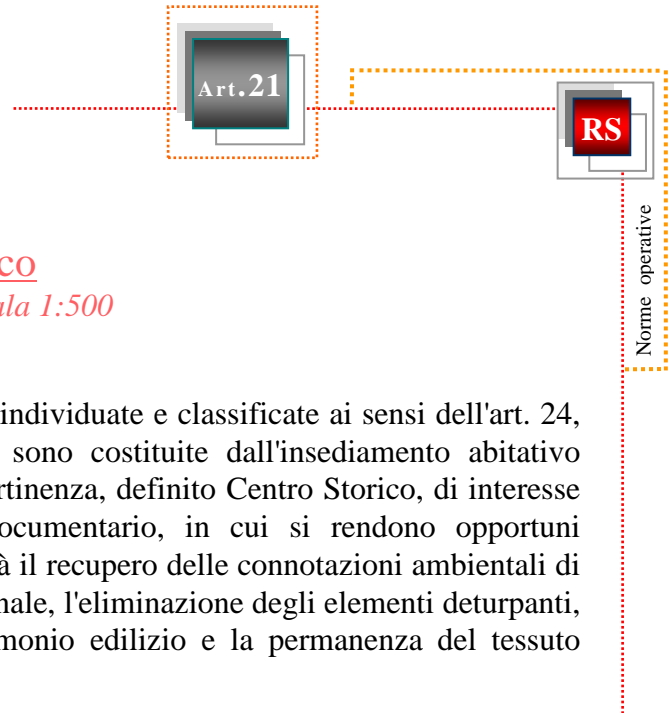 Art.21
RS
Norme operative
co
ala 1:500
individuate e classificate ai sensi dell'art. 24,
sono costituite dall'insediamento abitativo
rtinenza, definito Centro Storico, di interesse
ocumentario, in cui si rendono opportuni
à il recupero delle connotazioni ambientali di
nale, l'eliminazione degli elementi deturpanti,
monio edilizio e la permanenza del tessuto